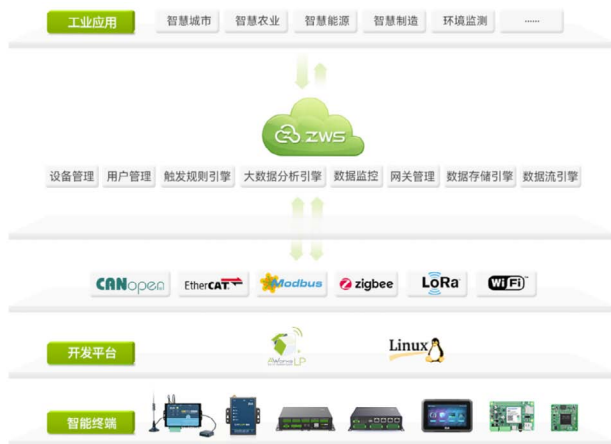 工业应用 智慧城市 智慧农业 智慧能源 智慧制造 环境监测 ······
ZWS
设备管理 用户管理 触发规则引擎 大数据分析引擎 数据监控 网关管理 数据存储引擎 数据流引擎
CANopen EtherCAT Modbus zigbee LoRa WiFi
开发平台 AWorks LP Linux
智能终端